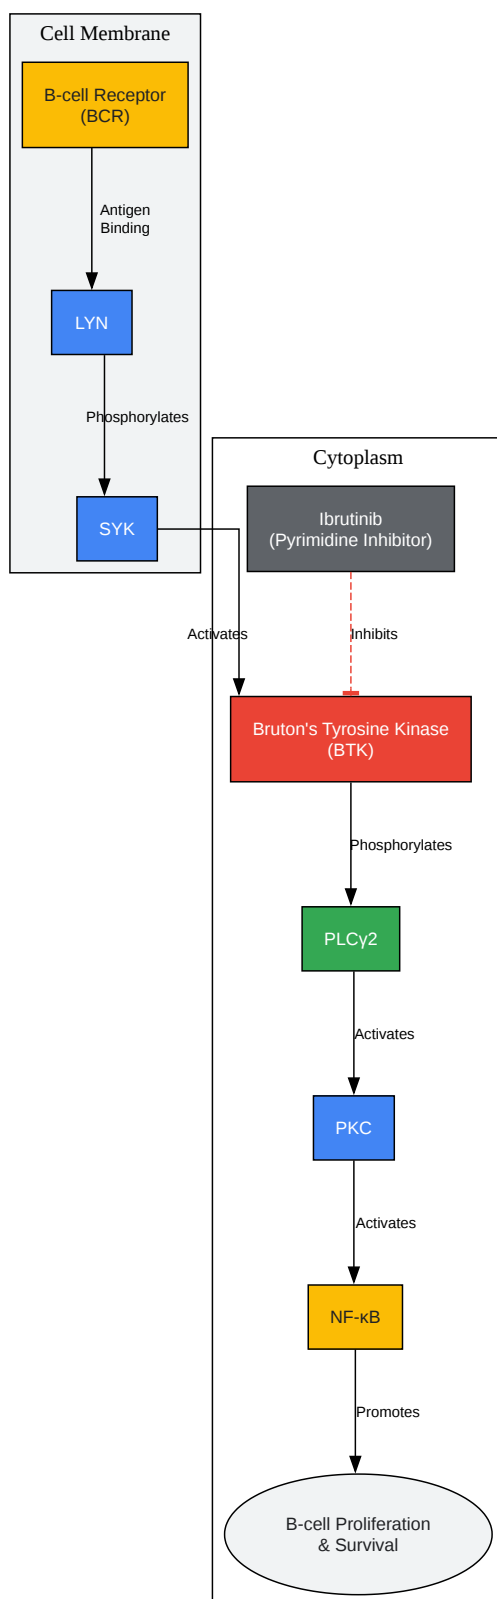 Cell Membrane
B-cell Receptor
(BCR)
Antigen
Binding
LYN
Phosphorylates
SYK
Cytoplasm
Ibrutinib
(Pyrimidine Inhibitor)
Activates
Inhibits
Bruton's Tyrosine Kinase
(BTK)
Phosphorylates
PLCγ2
Activates
PKC
Activates
NF-κB
Promotes
B-cell Proliferation
& Survival